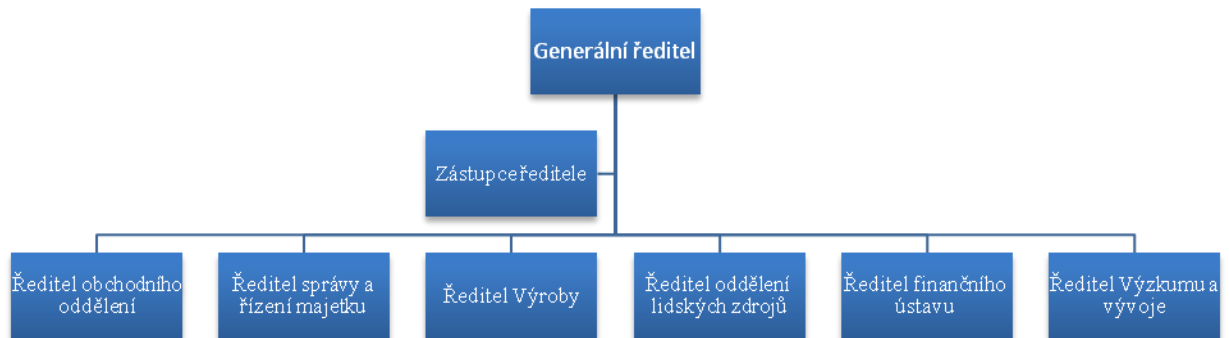 Generální ředitel
Zástupce ředitele
Ředitel obchodního
oddělení
Ředitel správy a
řízení majetku
Ředitel Výroby
Ředitel oddělení
lidských zdrojů
Ředitel finančního
ústavu
Ředitel Výzkumu a
vývoje